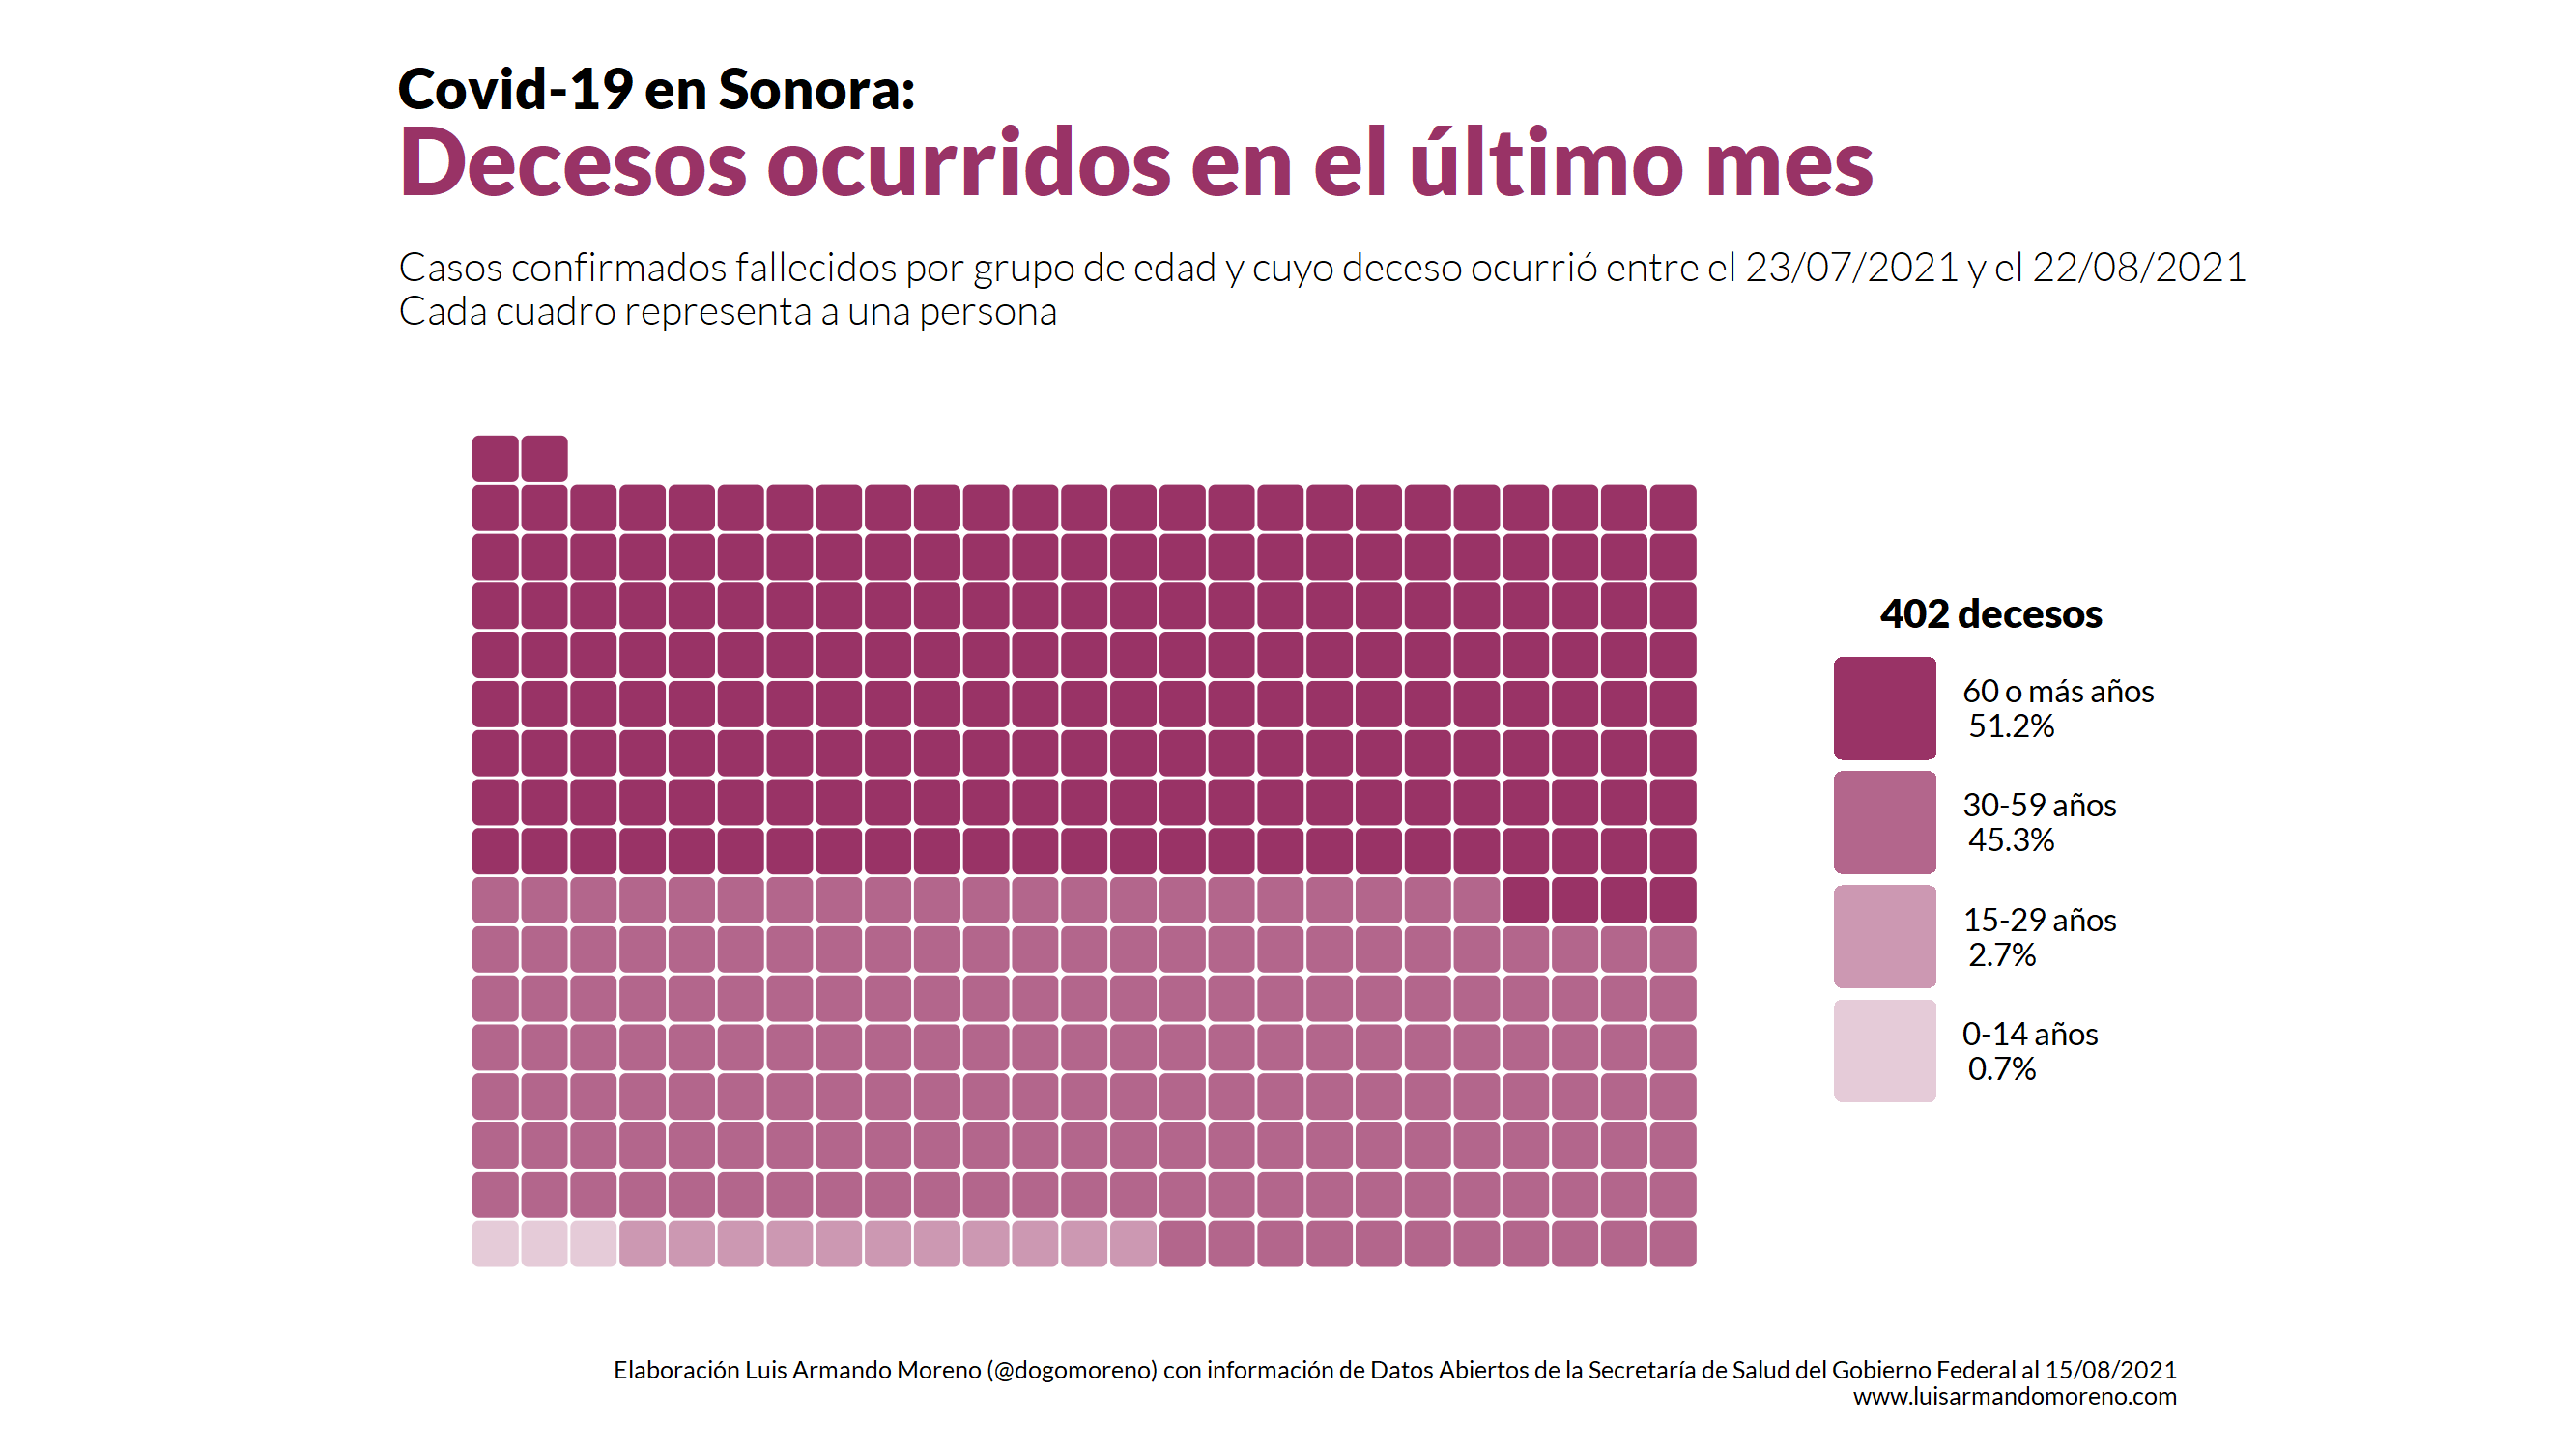 Covid-19 en Sonora:
Decesos ocurridos en el último mes
Casos confirmados fallecidos por grupo de edad y cuyo deceso ocurrió entre el 23/07/2021 y el 22/08/2021
Cada cuadro representa a una persona
402 decesos
60 o más años
51.2%
30-59 años
45.3%
15-29 años
2.7%
0-14 años
0.7%
Elaboración Luis Armando Moreno (@dogomoreno) con información de Datos Abiertos de la Secretaría de Salud del Gobierno Federal al 15/08/2021
www.luisarmandomoreno.com